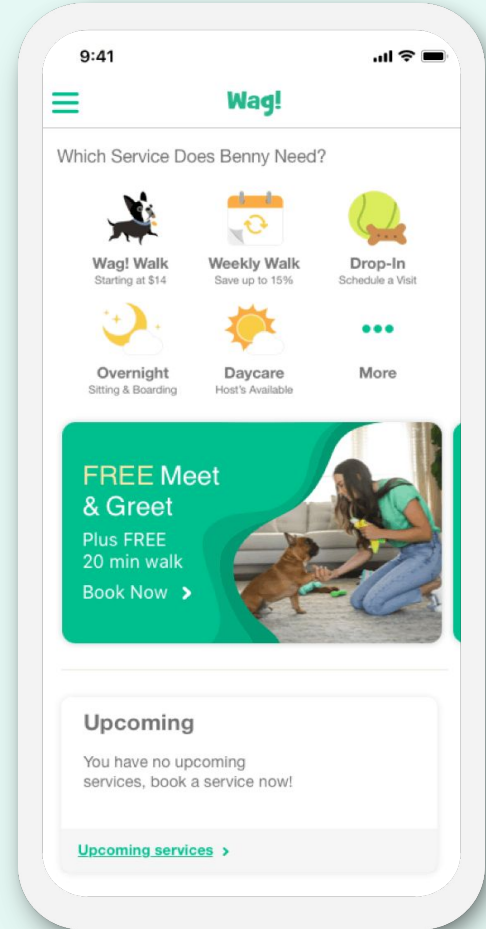 9:41
Wag!
Which Service Does Benny Need?
Wag! Walk
Starting at $14
Weekly Walk
Save up to 15%
Drop-In
Schedule a Visit
Overnight
Sitting & Boarding
Daycare
Host's Available
More
FREE Meet
& Greet
Plus FREE
20 min walk
Book Now >
Upcoming
You have no upcoming
services, book a service now!
Upcoming services >